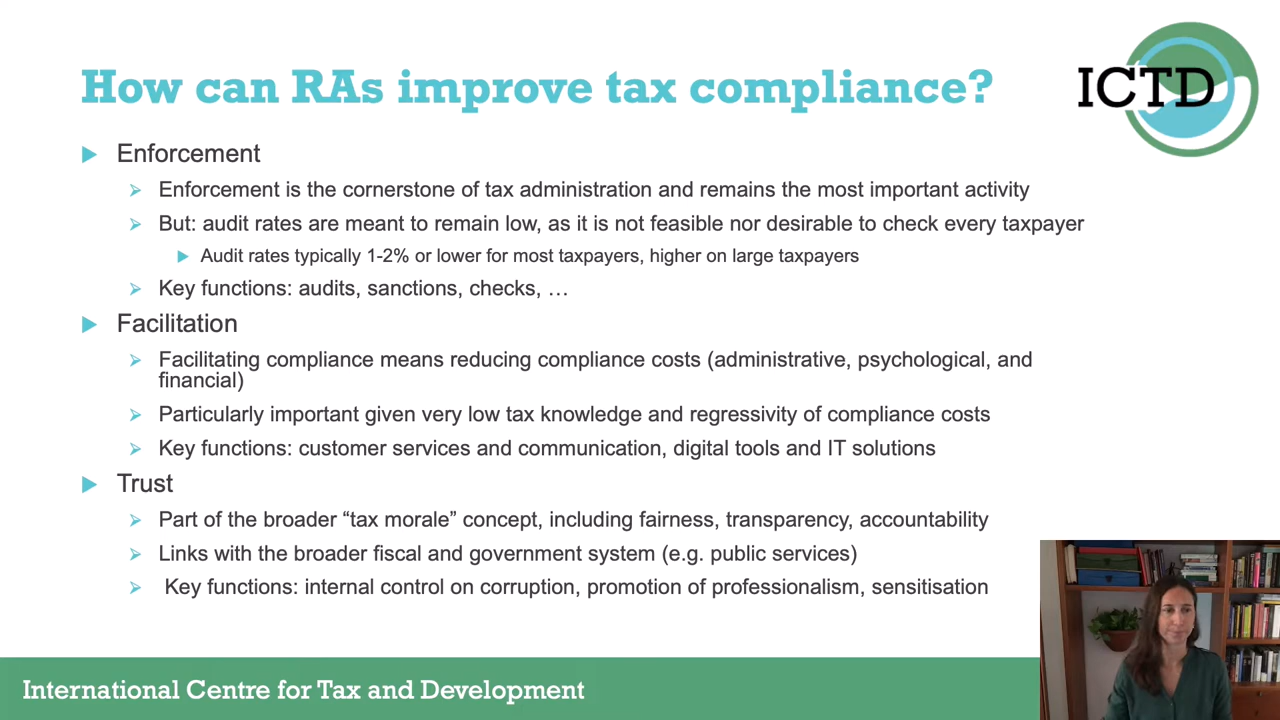 How can RAs improve tax compliance?
ICTD
Enforcement
Enforcement is the cornerstone of tax administration and remains the most important activity
But: audit rates are meant to remain low, as it is not feasible nor desirable to check every taxpayer
Audit rates typically 1-2% or lower for most taxpayers, higher on large taxpayers
Key functions: audits, sanctions, checks, …
Facilitation
Facilitating compliance means reducing compliance costs (administrative, psychological, and
financial)
Particularly important given very low tax knowledge and regressivity of compliance costs
Key functions: customer services and communication, digital tools and IT solutions
Trust
Part of the broader “tax morale” concept, including fairness, transparency, accountability
Links with the broader fiscal and government system (e.g. public services)
Key functions: internal control on corruption, promotion of professionalism, sensitisation
International Centre for Tax and Development